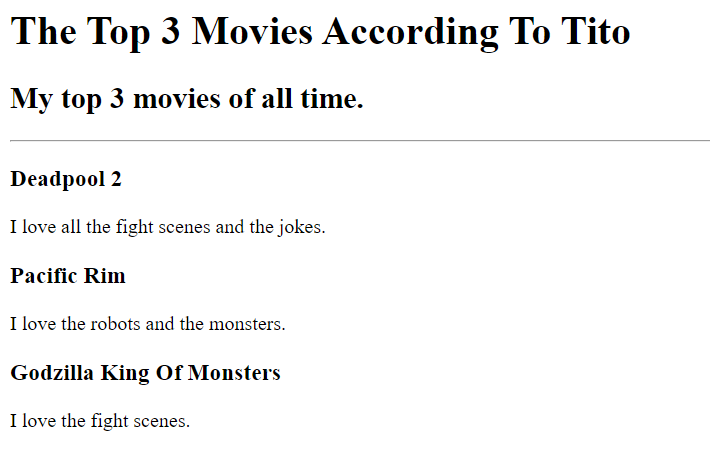 The Top 3 Movies According To Tito
My top 3 movies of all time.
Deadpool 2
I love all the fight scenes and the jokes.
Pacific Rim
I love the robots and the monsters.
Godzilla King Of Monsters
I love the fight scenes.